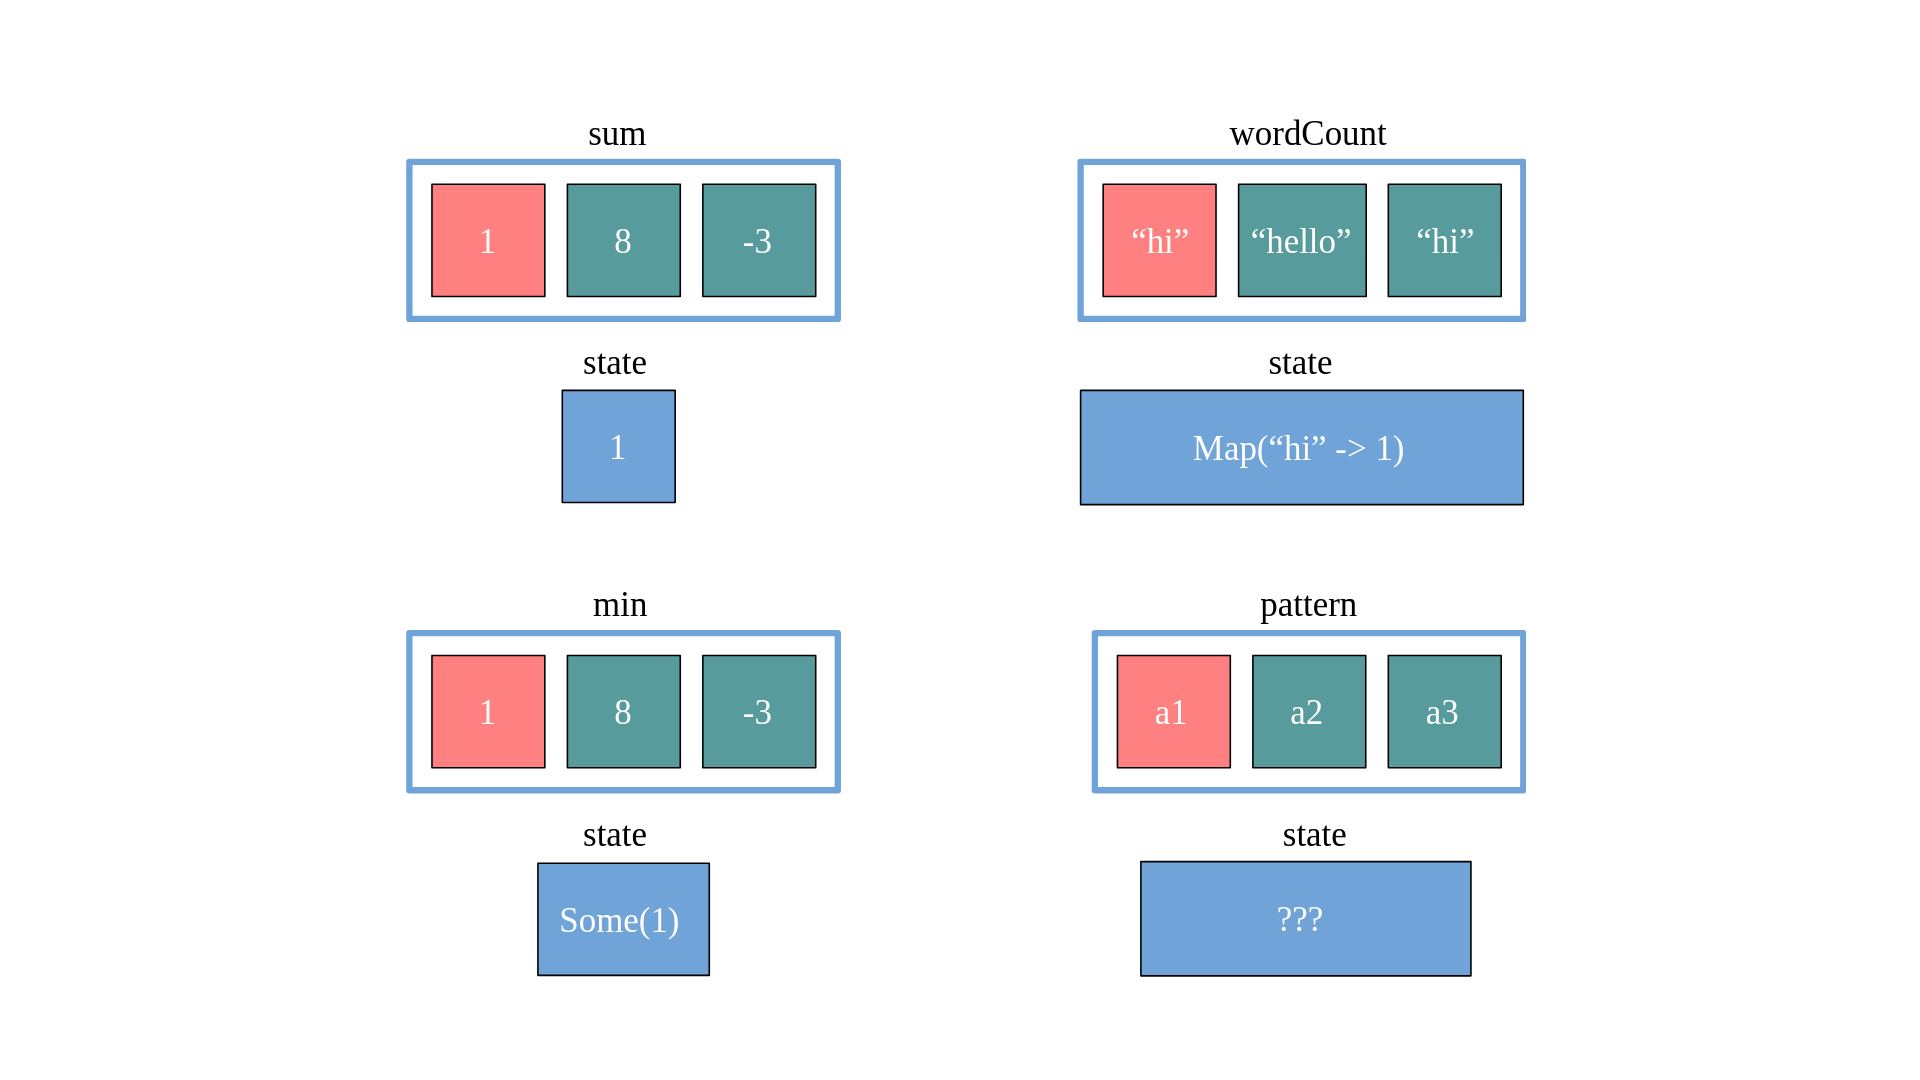 sum
1 8 -3
state
1
wordCount
“hi” “hello” “hi”
state
Map(“hi” -> 1)
min
1 8 -3
state
Some(1)
pattern
a1 a2 a3
state
???